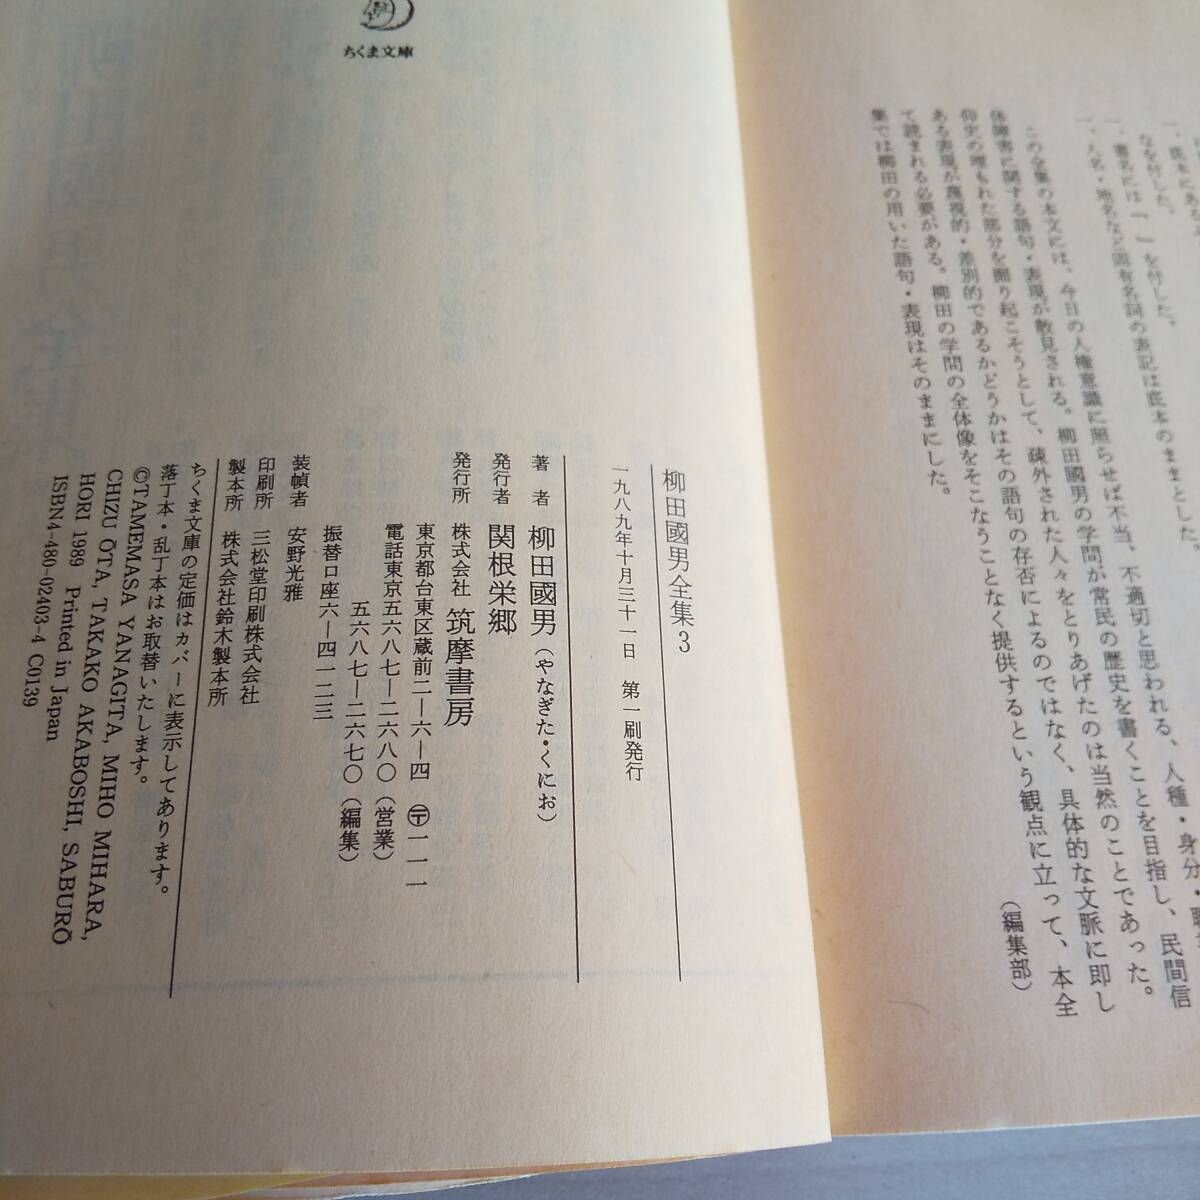 一、底本にあ
なを付した。
一、書名には『 』を付した。
一、人名・地名など固有名詞の表記は底本のままとした。
この全集の本文には、今日の人権意識に照らせば不当、不適切と思われる、人種・身分・職
体障害に関する語句・表現が散見される。柳田國男の学問が常民の歴史を書くことを目指し、民間信
仰史の埋もれた部分を掘り起こそうとして、疎外された人々をとりあげたのは当然のことであった。
ある表現が蔑視的・差別的であるかどうかはその語句の存否によるのではなく、具体的な文脈に即し
て読まれる必要がある。柳田の学問の全体像をそこなうことなく提供するという観点に立って、本全
集では柳田の用いた語句・表現はそのままにした。
（編集部）
ちくま文庫
柳田國男全集3
一九八九年十月三十一日 第一刷発行
著 者 柳田國男（やなぎた・くにお）
発行者 関根栄郷
発行所 株式会社 筑摩書房
東京都台東区蔵前二―六―四 〶一一一
電話東京五六八七―二六八〇（営業）
五六八七―二六七〇（編集）
振替口座六―四一二三
装幀者 安野光雅
印刷所 三松堂印刷株式会社
製本所 株式会社鈴木製本所
ちくま文庫の定価はカバーに表示してあります。
落丁本・乱丁本はお取替いたします。
©TAMEMASA YANAGITA, MIHO MIHARA,
CHIZU ŌTA, TAKAKO AKABOSHI, SABURŌ
HORI 1989 Printed in Japan
ISBN4-480-02403-4 C0139